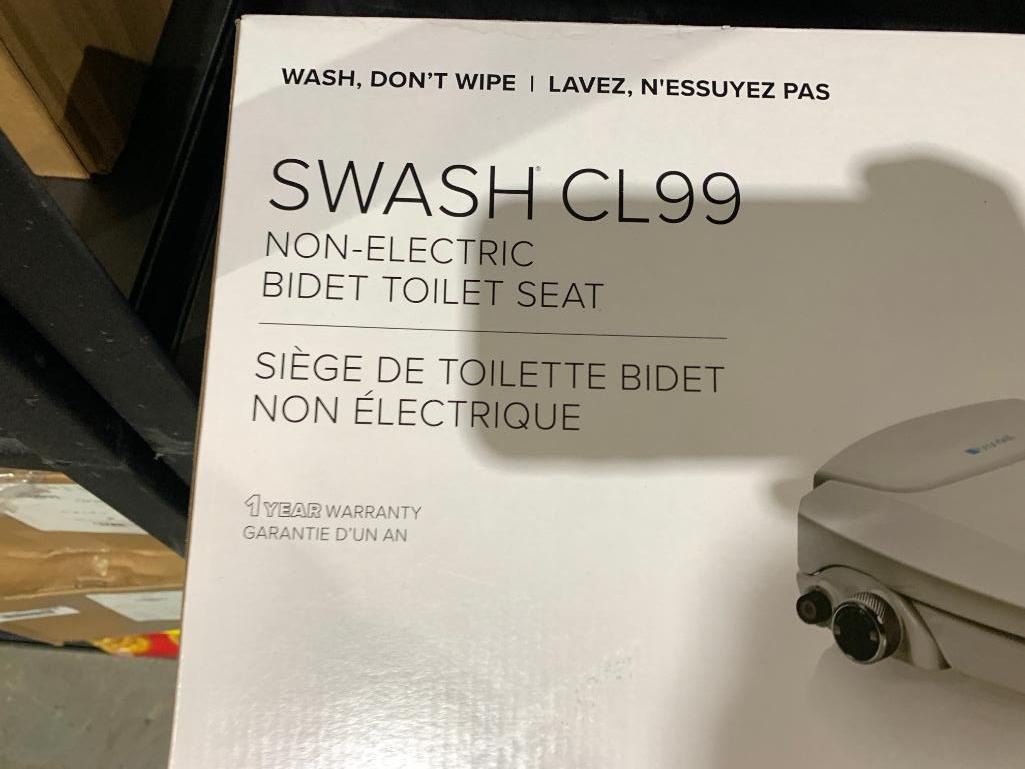 WASH, DON'T WIPE | LAVEZ, N'ESSUYEZ PAS
SWASH® CL99
NON-ELECTRIC
BIDET TOILET SEAT
SIÈGE DE TOILETTE BIDET
NON ÉLECTRIQUE
1 YEAR WARRANTY
GARANTIE D'UN AN